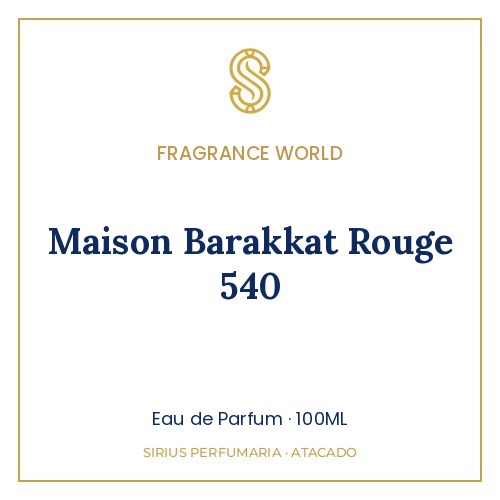 FRAGRANCE WORLD
Maison Barakkat Rouge
540
Eau de Parfum · 100ML
SIRIUS PERFUMARIA · ATACADO